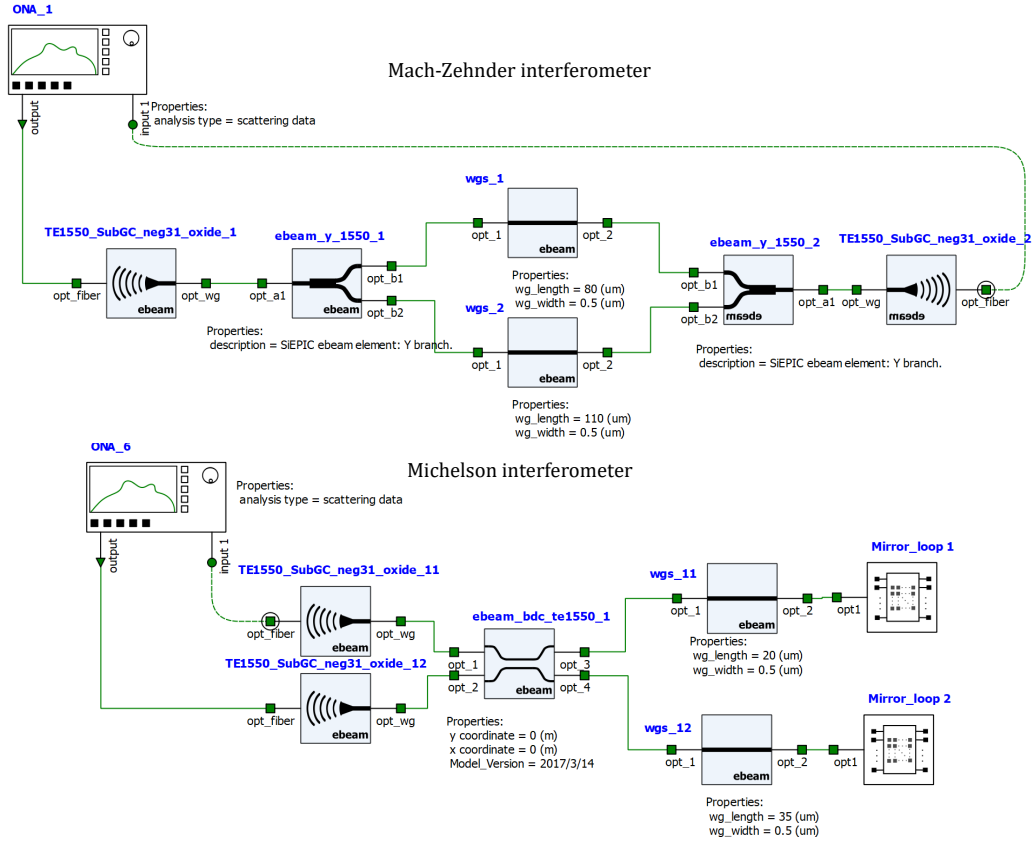 ONA_1
Mach-Zehnder interferometer
output
input 1
Properties:
analysis type = scattering data
wgs_1
opt_1
opt_2
ebeam
Properties:
wg_length = 80 (um)
wg_width = 0.5 (um)
TE1550_SubGC_neg31_oxide_1
opt_fiber
opt_wg
ebeam
ebeam_y_1550_1
opt_a1
opt_b1
opt_b2
ebeam
Properties:
description = SiEPIC ebeam element: Y branch.
wgs_2
opt_1
opt_2
ebeam
Properties:
wg_length = 110 (um)
wg_width = 0.5 (um)
ebeam_y_1550_2
opt_b1
opt_b2
opt_a1
ebeam
Properties:
description = SiEPIC ebeam element: Y branch.
TE1550_SubGC_neg31_oxide_2
opt_wg
opt_fiber
ebeam
ONA_6
Michelson interferometer
Properties:
analysis type = scattering data
output
input 1
TE1550_SubGC_neg31_oxide_11
opt_fiber
opt_wg
ebeam
TE1550_SubGC_neg31_oxide_12
opt_fiber
opt_wg
ebeam
ebeam_bdc_te1550_1
opt_1
opt_2
opt_3
opt_4
ebeam
Properties:
y coordinate = 0 (m)
x coordinate = 0 (m)
Model_Version = 2017/3/14
wgs_11
opt_1
opt_2
ebeam
Properties:
wg_length = 20 (um)
wg_width = 0.5 (um)
Mirror_loop 1
opt1
wgs_12
opt_1
opt_2
ebeam
Properties:
wg_length = 35 (um)
wg_width = 0.5 (um)
Mirror_loop 2
opt1